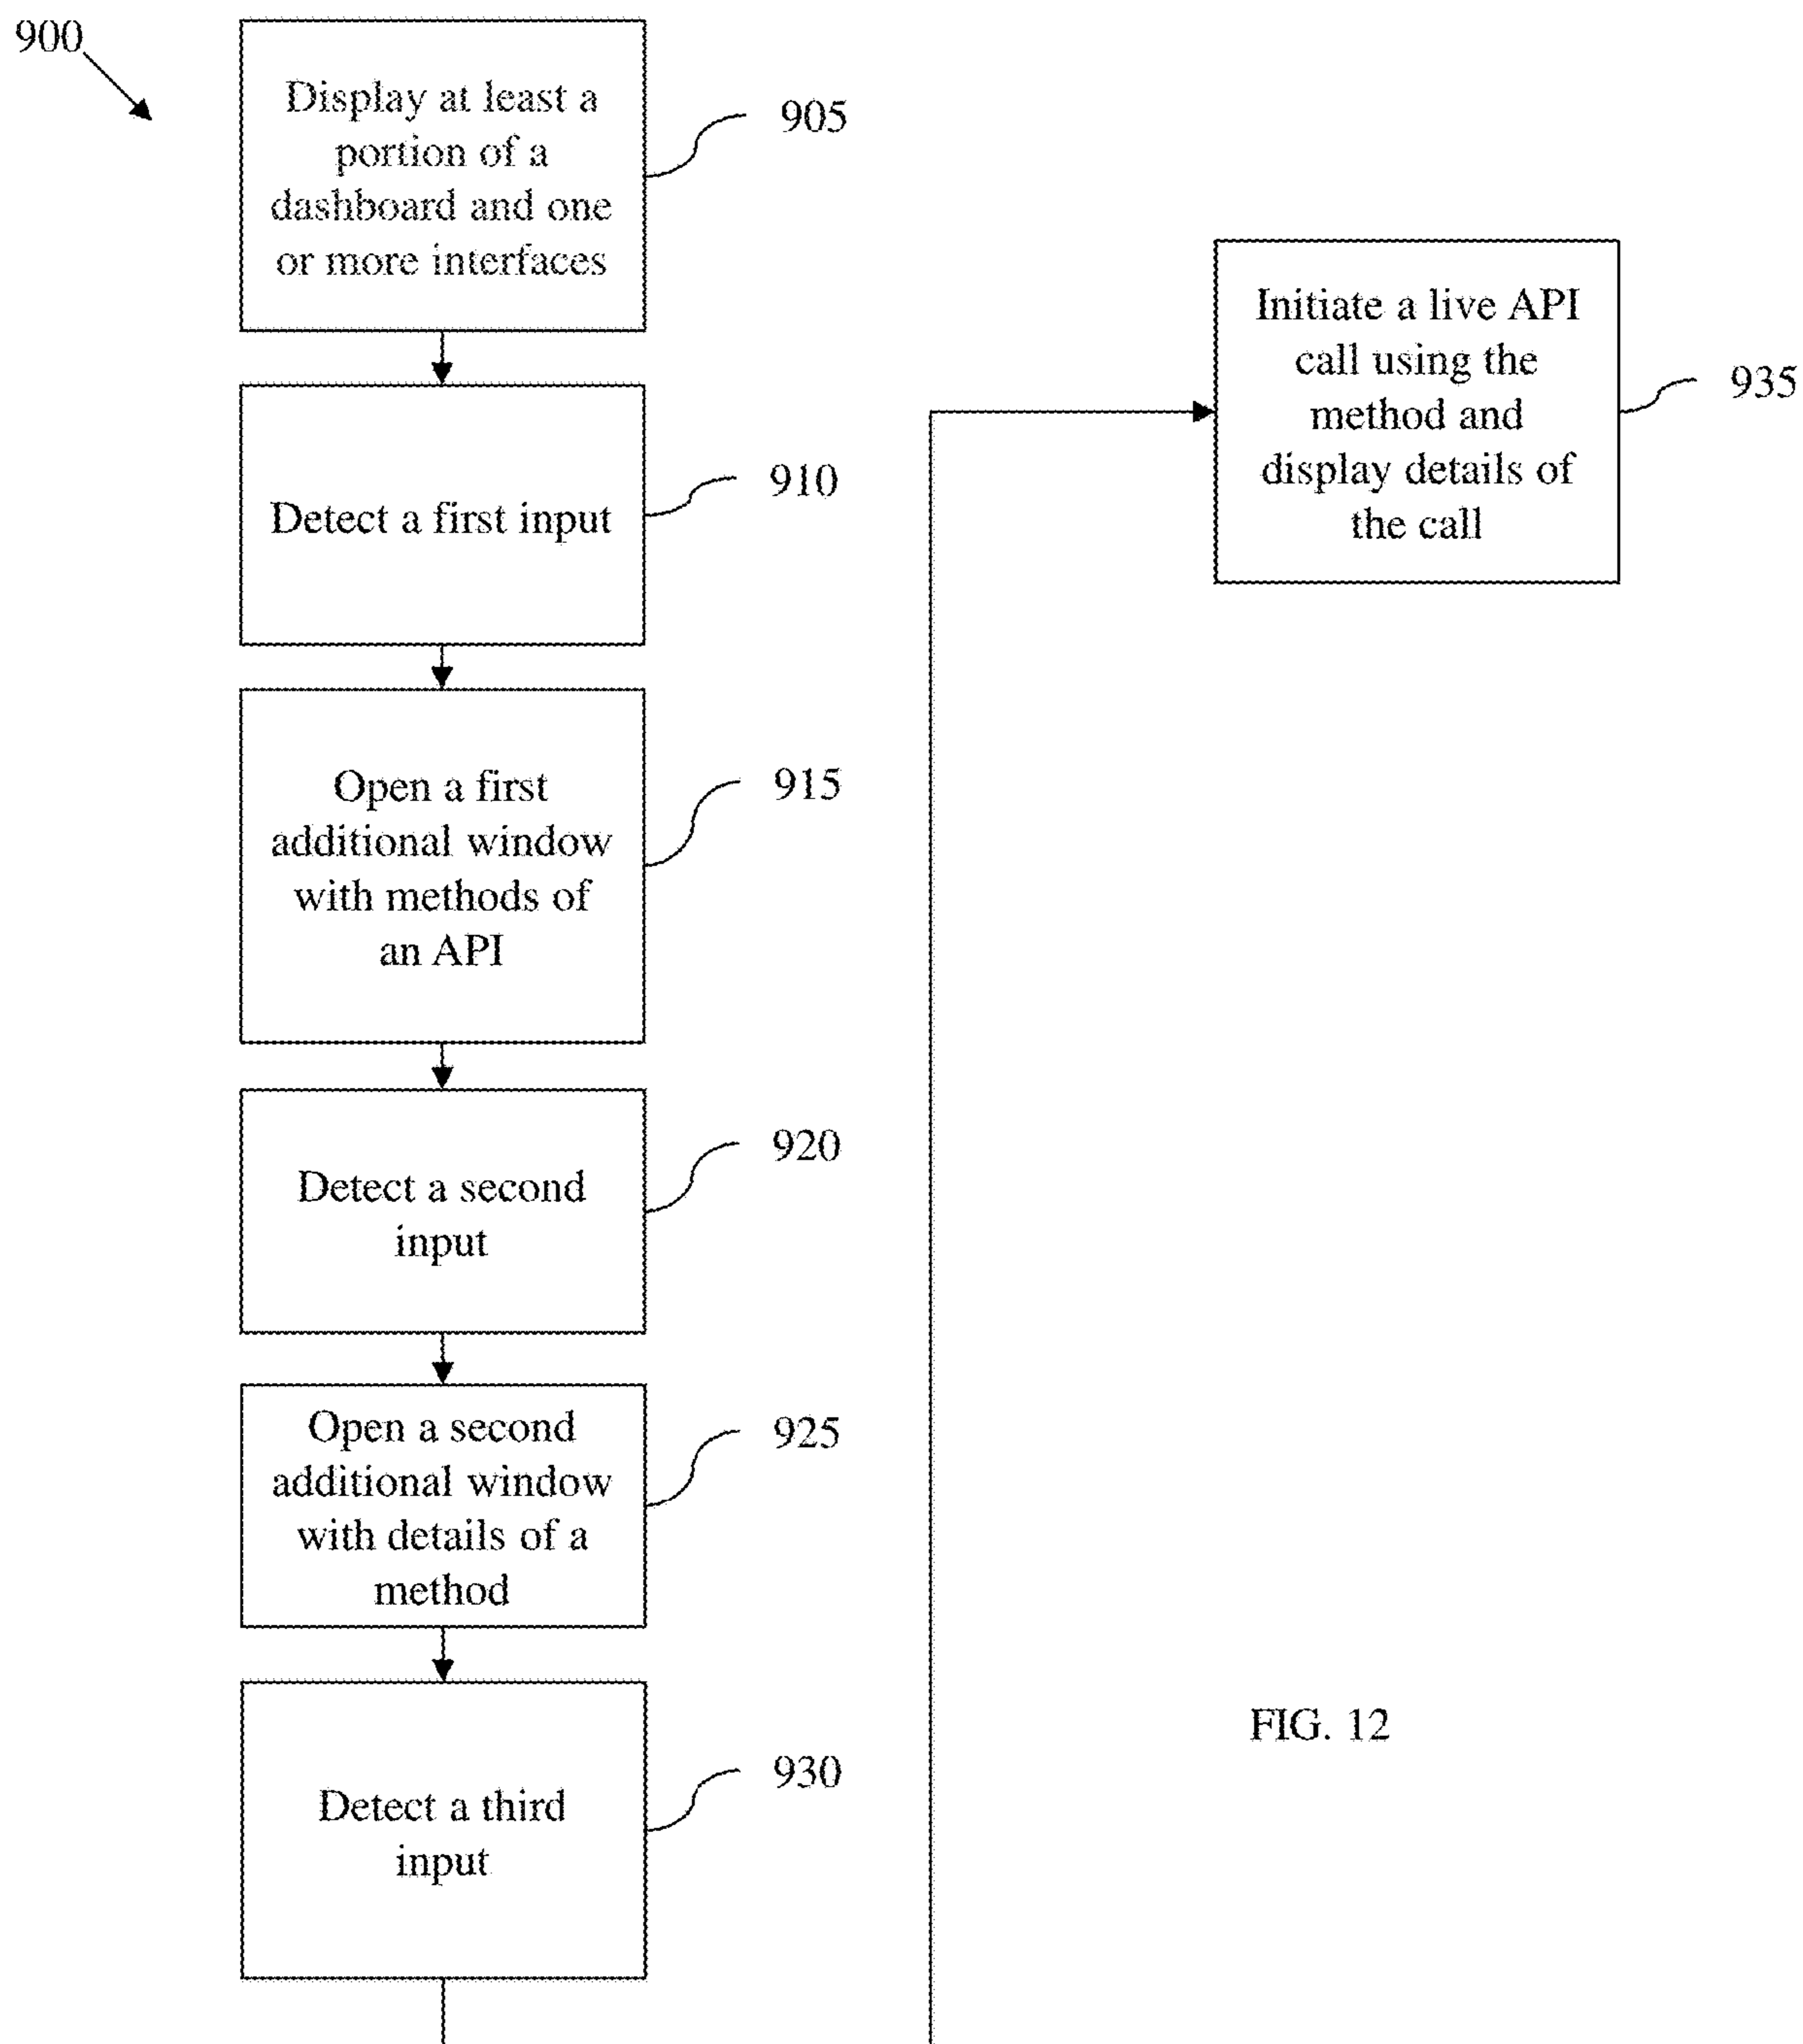 900
Display at least a
portion of a
dashboard and one
or more interfaces
905
Detect a first input
910
Open a first
additional window
with methods of
an API
915
Detect a second
input
920
Open a second
additional window
with details of a
method
925
Detect a third
input
930
Initiate a live API
call using the
method and
display details of
the call
935
FIG. 12